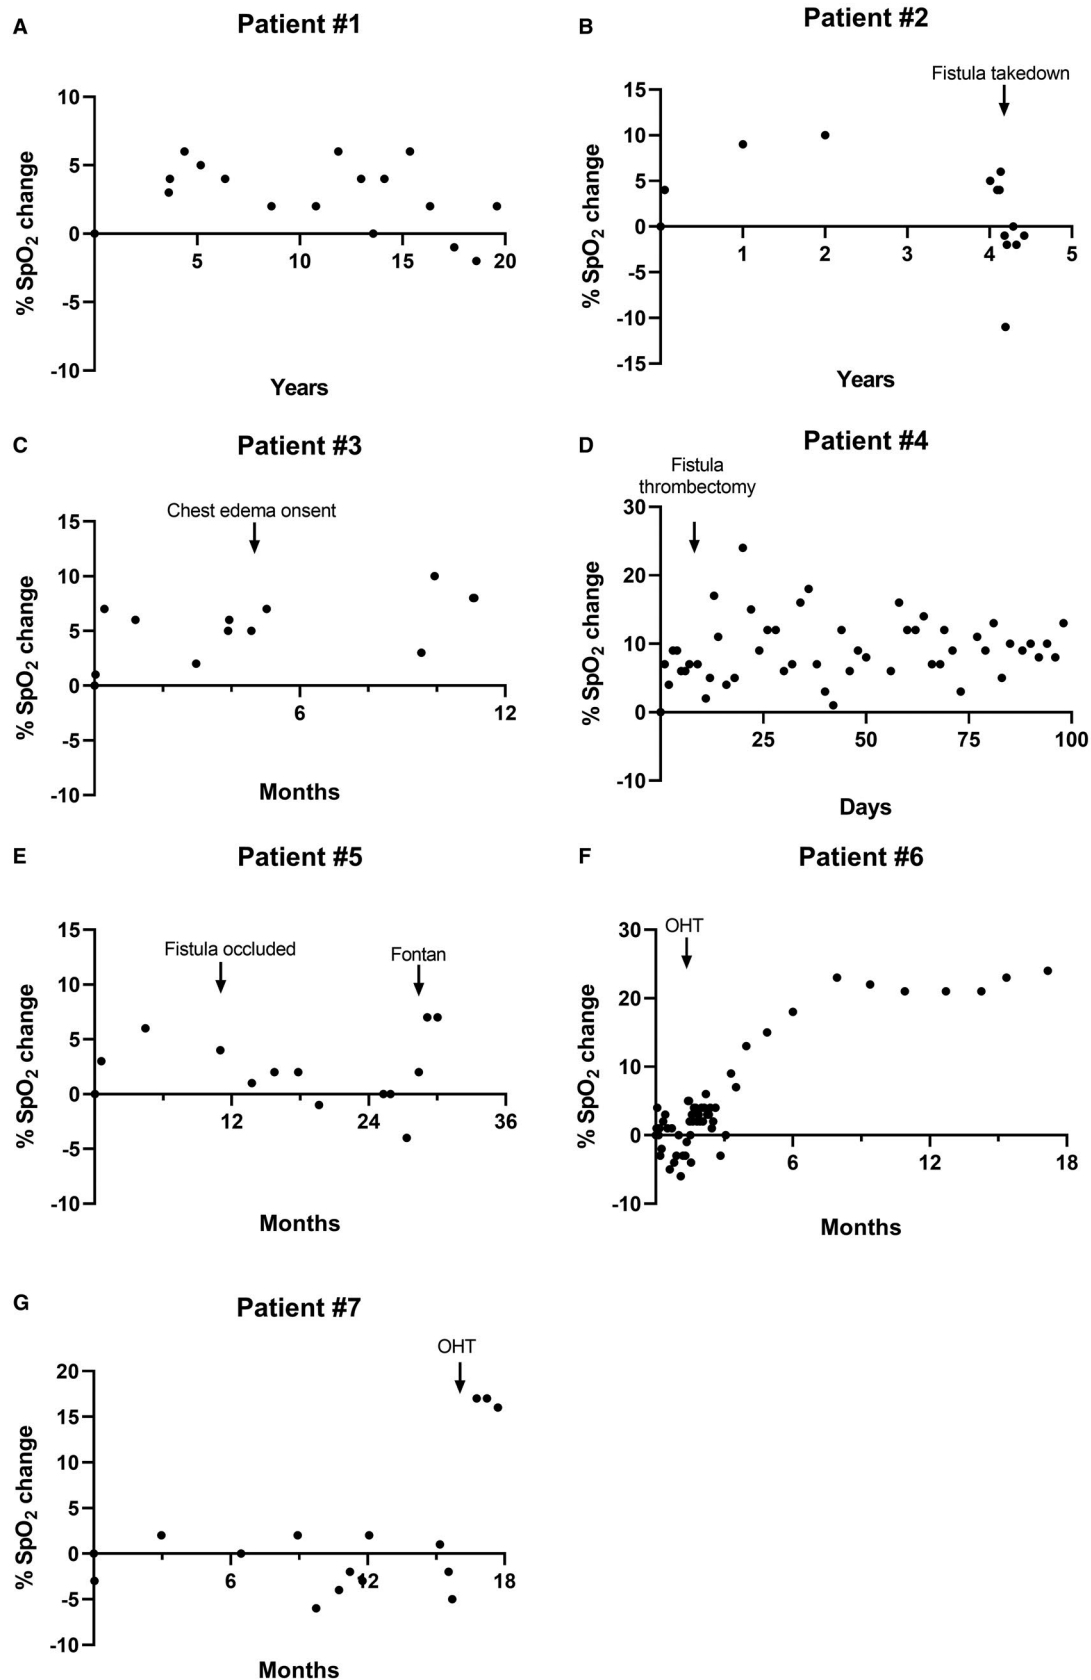 A
Patient #1
10
5
0
-5
-10
5
10
15
20
% SpO2 change
Years
B
Patient #2
Fistula takedown
15
10
5
0
-5
-10
-15
1
2
3
4
5
% SpO2 change
Years
C
Patient #3
Chest edema onsent
15
10
5
0
-5
-10
6
12
% SpO2 change
Months
D
Patient #4
Fistula
thrombectomy
30
20
10
0
-10
25
50
75
100
% SpO2 change
Days
E
Patient #5
Fistula occluded
Fontan
15
10
5
0
-5
-10
12
24
36
% SpO2 change
Months
F
Patient #6
OHT
30
20
10
0
-10
6
12
18
% SpO2 change
Months
G
Patient #7
OHT
20
15
10
5
0
-5
-10
6
12
18
% SpO2 change
Months